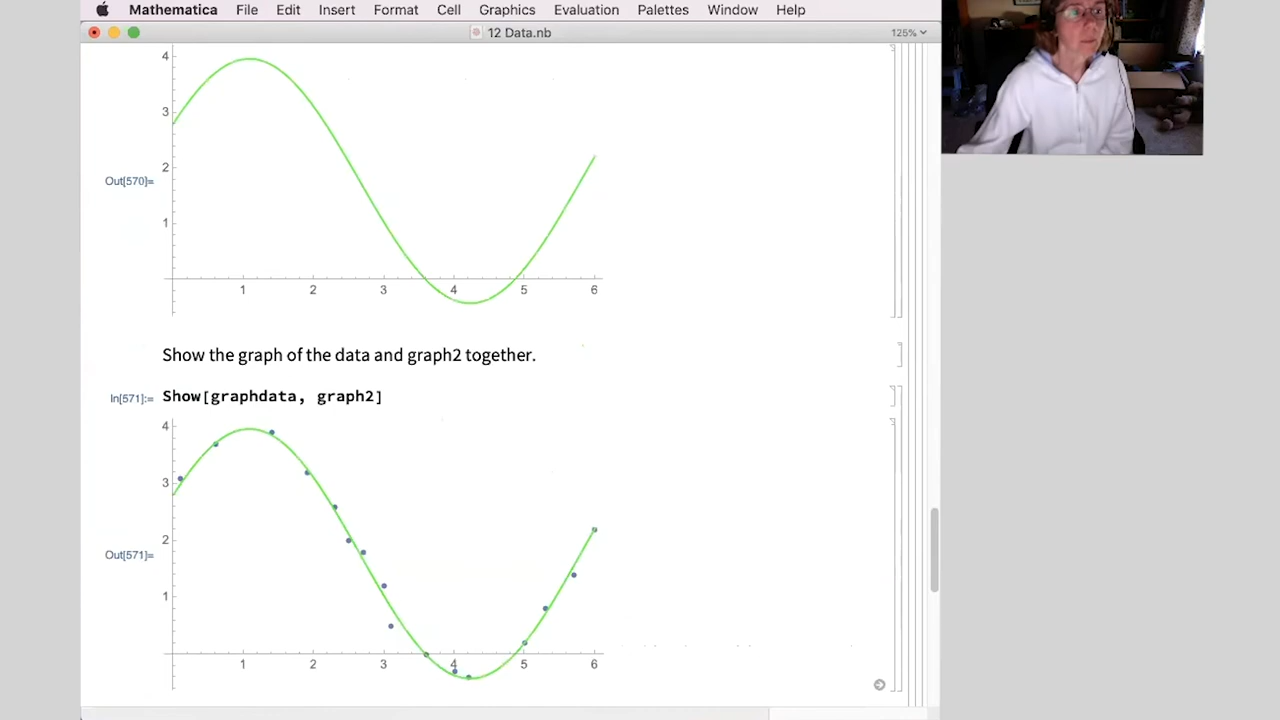 Mathematica File Edit Insert Format Cell Graphics Evaluation Palettes Window Help
12 Data.nb
125%
4
3
2
1
Out[570]=
1 2 3 4 5 6
Show the graph of the data and graph2 together.
In[571]:= Show[graphdata, graph2]
4
3
2
1
Out[571]=
1 2 3 4 5 6